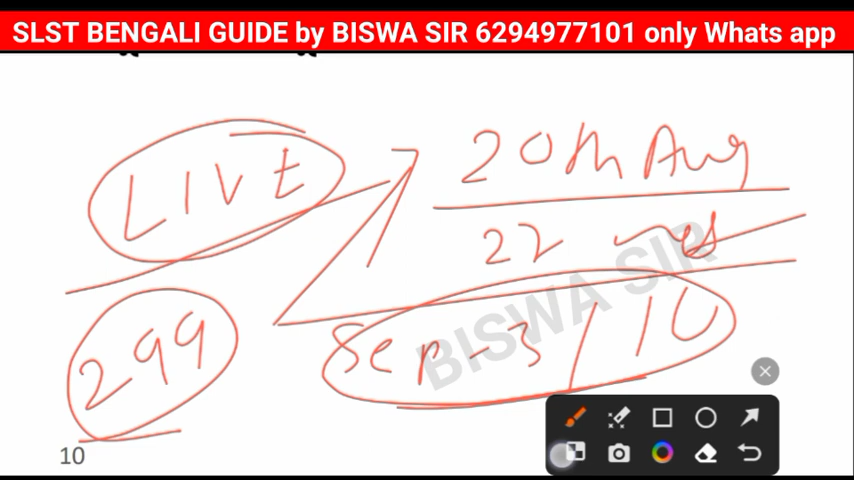 SLST BENGALI GUIDE by BISWA SIR 6294977101 only Whats app
LIVE
20th Aug
22
299
Sep-3/10
BISWA SIR
10